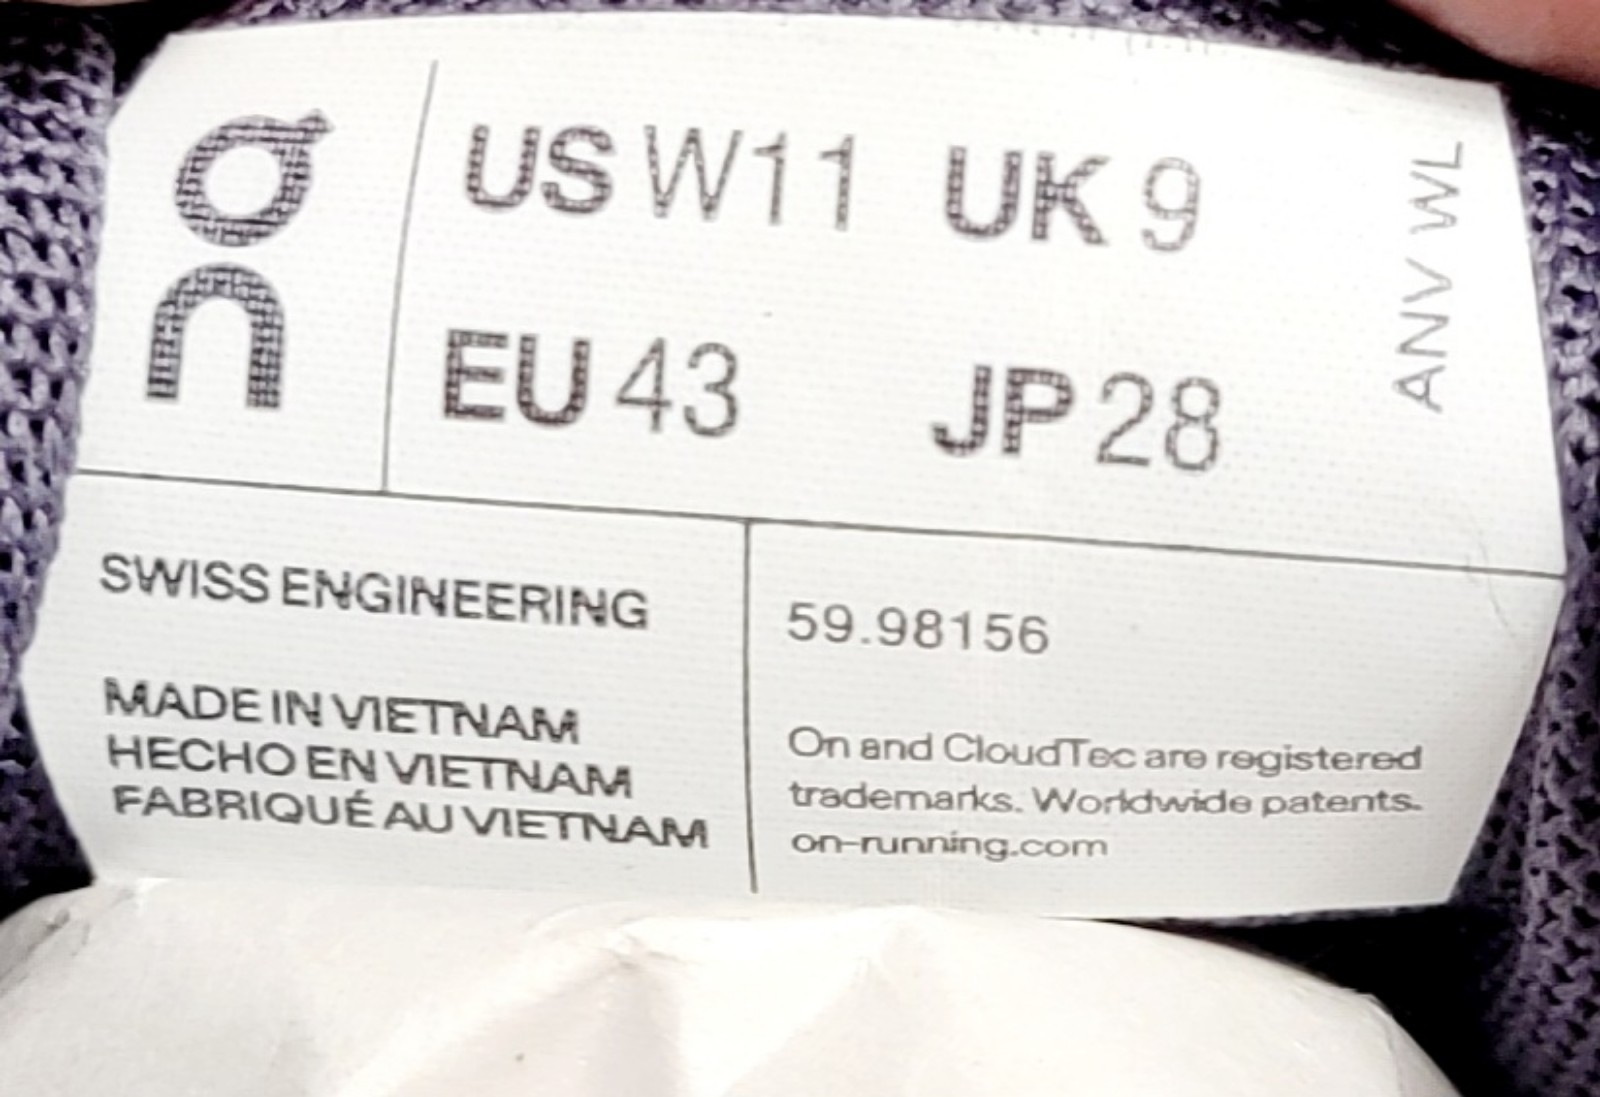 on
US W11 UK 9
EU 43 JP 28
ANV WL
SWISS ENGINEERING
MADE IN VIETNAM
HECHO EN VIETNAM
FABRIQUÉ AU VIETNAM
59.98156
On and CloudTec are registered
trademarks. Worldwide patents.
on-running.com